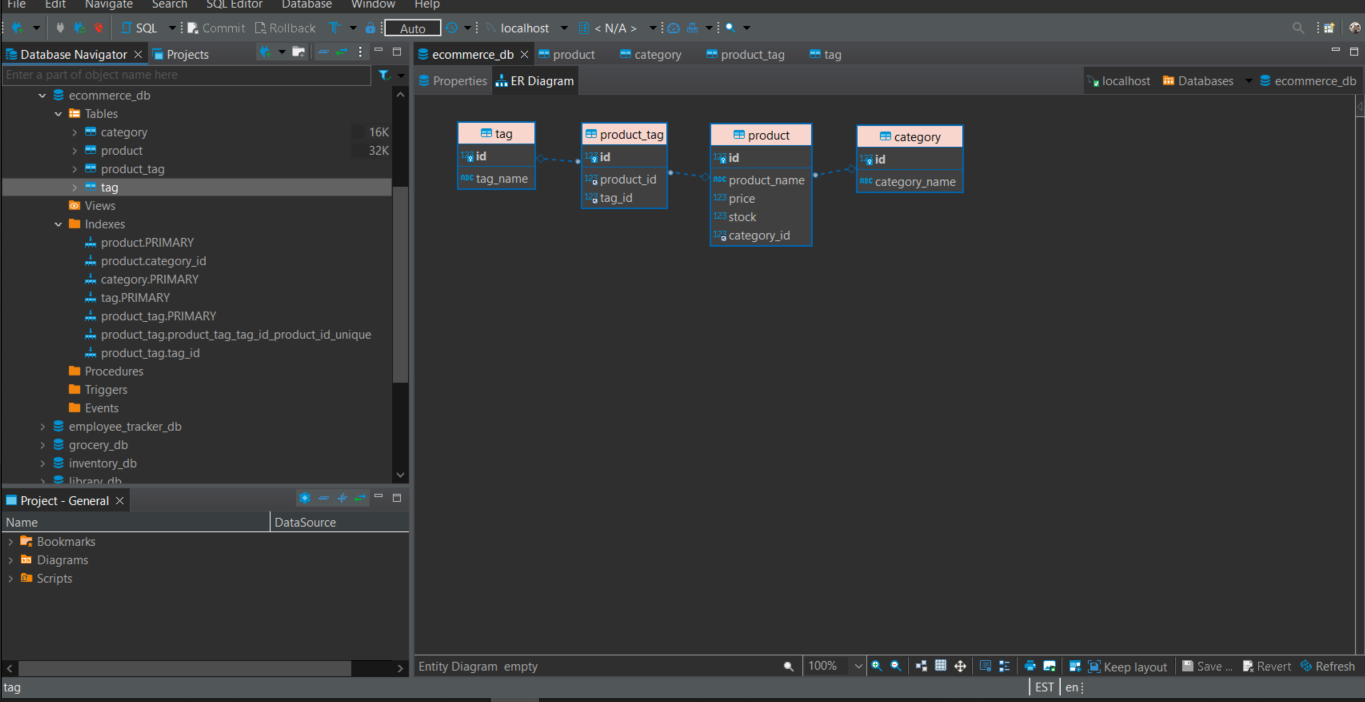 File Edit Navigate Search SQL Editor Database Window Help
SQL Commit Rollback Auto localhost < N/A >
Database Navigator Projects
Enter a part of object name here
ecommerce_db
Tables
category 16K
product 32K
product_tag
tag
Views
Indexes
product.PRIMARY
product.category_id
category.PRIMARY
tag.PRIMARY
product_tag.PRIMARY
product_tag.product_tag_tag_id_product_id_unique
product_tag.tag_id
Procedures
Triggers
Events
employee_tracker_db
grocery_db
inventory_db
library_db
Project - General
Name DataSource
Bookmarks
Diagrams
Scripts
ecommerce_db product category product_tag tag
Properties ER Diagram localhost Databases ecommerce_db
tag
123 id
ABC tag_name
product_tag
123 id
123 product_id
123 tag_id
product
123 id
ABC product_name
123 price
123 stock
123 category_id
category
123 id
ABC category_name
Entity Diagram empty 100% Keep layout Save ... Revert Refresh
tag EST en